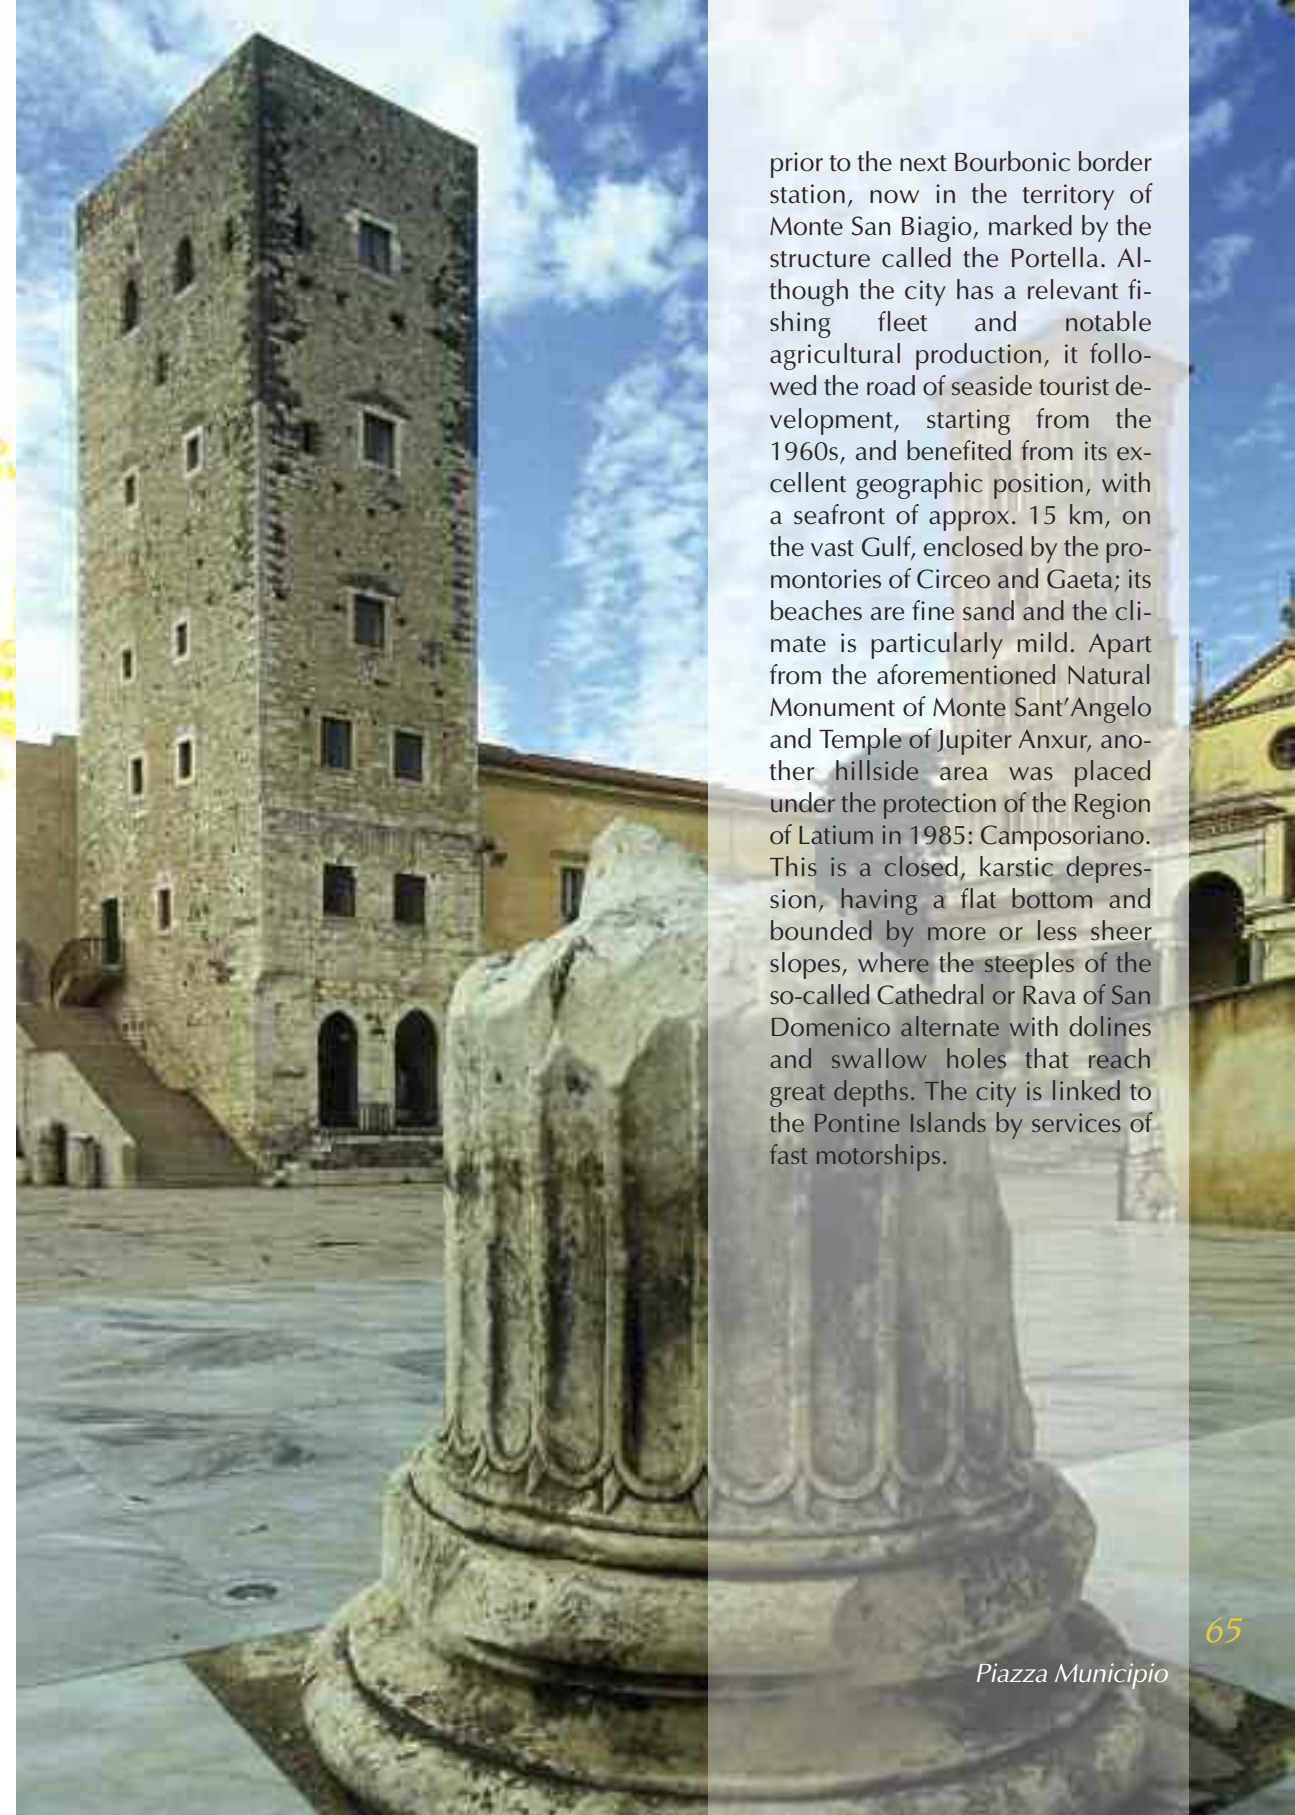 prior to the next Bourbonic border
station, now in the territory of
Monte San Biagio, marked by the
structure called the Portella. Al-
though the city has a relevant fi-
shing fleet and notable
agricultural production, it follo-
wed the road of seaside tourist de-
velopment, starting from the
1960s, and benefited from its ex-
cellent geographic position, with
a seafront of approx. 15 km, on
the vast Gulf, enclosed by the pro-
montories of Circeo and Gaeta; its
beaches are fine sand and the cli-
mate is particularly mild. Apart
from the aforementioned Natural
Monument of Monte Sant'Angelo
and Temple of Jupiter Anxur, ano-
ther hillside area was placed
under the protection of the Region
of Latium in 1985: Camposoriano.
This is a closed, karstic depres-
sion, having a flat bottom and
bounded by more or less sheer
slopes, where the steeples of the
so-called Cathedral or Rava of San
Domenico alternate with dolines
and swallow holes that reach
great depths. The city is linked to
the Pontine Islands by services of
fast motorships.
65
Piazza Municipio